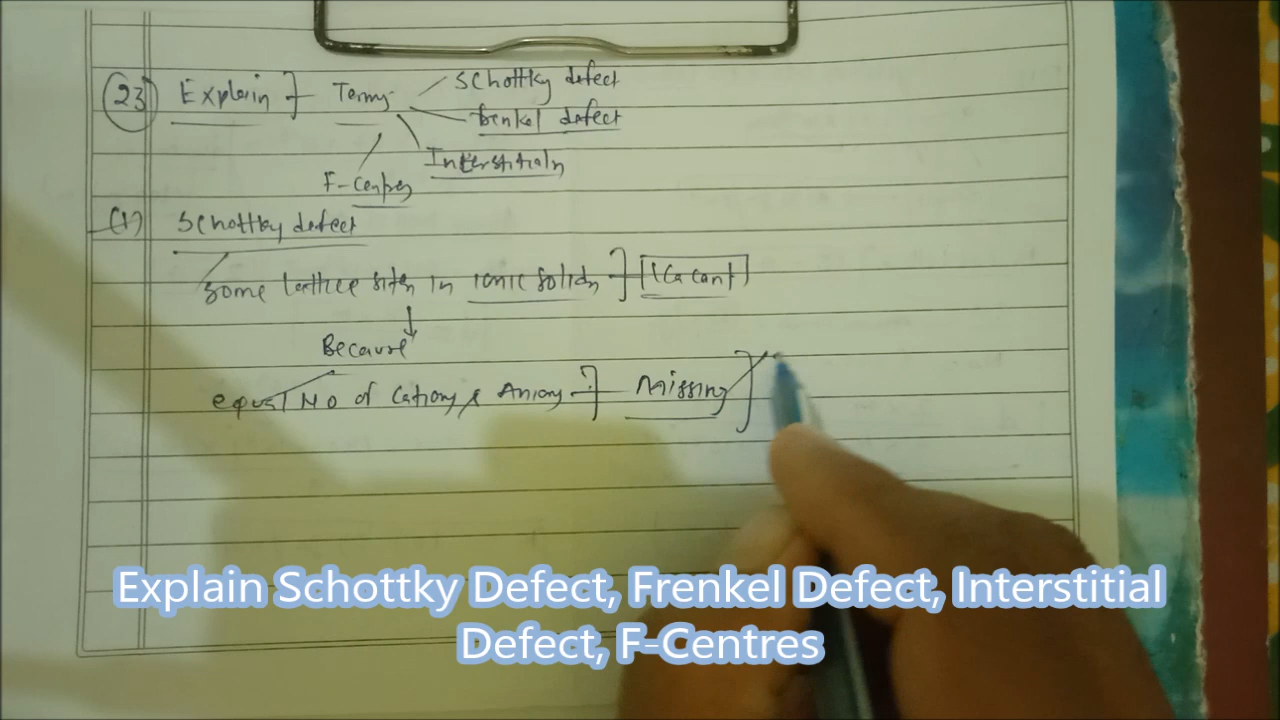 23 Explain } Terms Schottky defect
Frenkel defect
Interstitials
F-centres
(1) Schottky defect
some lattice sites in ionic solids } [Vacant]
Because
equal No of Cations & Anions } Missing ]
Explain Schottky Defect, Frenkel Defect, Interstitial
Defect, F-Centres